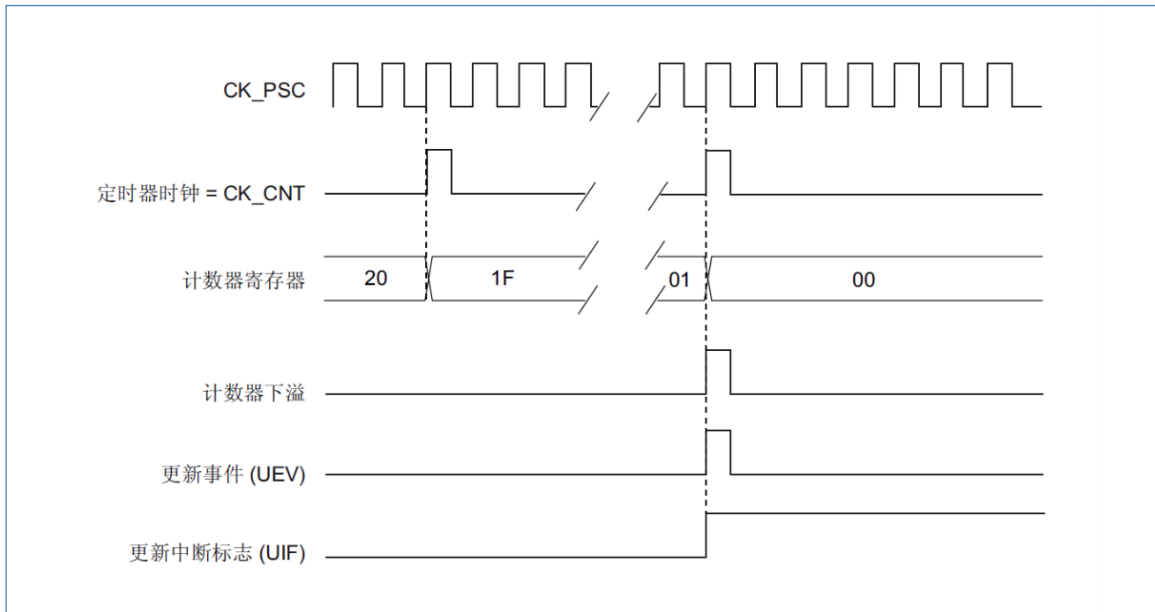 CK_PSC
定时器时钟 = CK_CNT
计数器寄存器 20 1F 01 00
计数器下溢
更新事件 (UEV)
更新中断标志 (UIF)